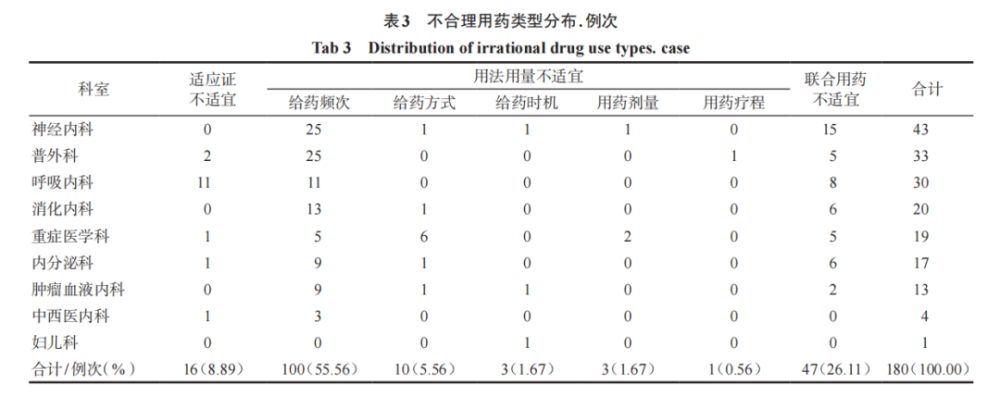 表3 不合理用药类型分布.例次
Tab 3 Distribution of irrational drug use types. case
科室 适应证不适宜 用法用量不适宜 联合用药不适宜 合计
给药频次 给药方式 给药时机 用药剂量 用药疗程
神经内科 0 25 1 1 1 0 15 43
普外科 2 25 0 0 0 1 5 33
呼吸内科 11 11 0 0 0 0 8 30
消化内科 0 13 1 0 0 0 6 20
重症医学科 1 5 6 0 2 0 5 19
内分泌科 1 9 1 0 0 0 6 17
肿瘤血液内科 0 9 1 1 0 0 2 13
中西医内科 1 3 0 0 0 0 0 4
妇儿科 0 0 0 1 0 0 0 1
合计/例次(%) 16(8.89) 100(55.56) 10(5.56) 3(1.67) 3(1.67) 1(0.56) 47(26.11) 180(100.00)